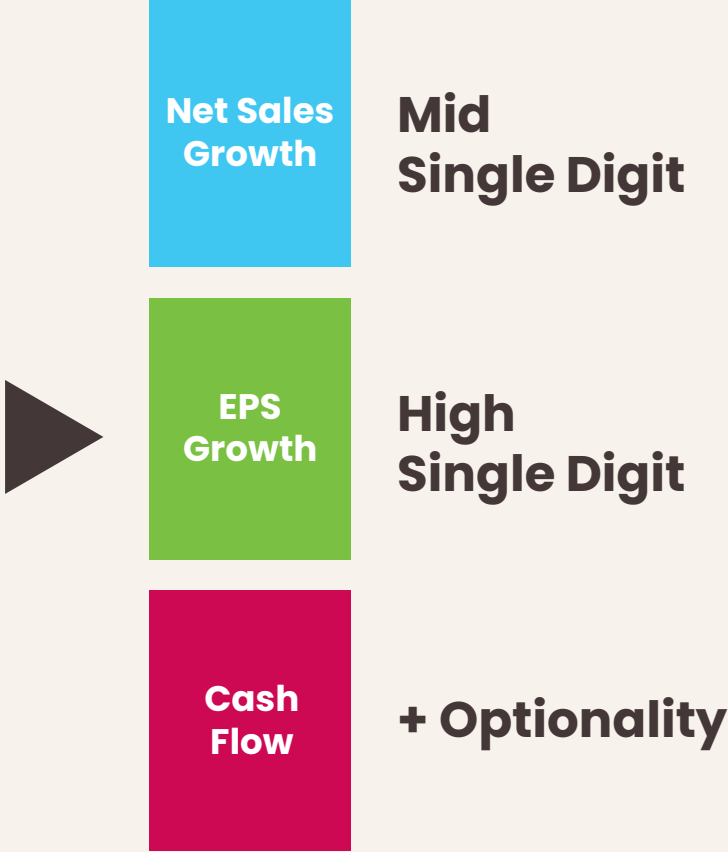 Net Sales
Growth
Mid
Single Digit
EPS
Growth
High
Single Digit
Cash
Flow
+ Optionality